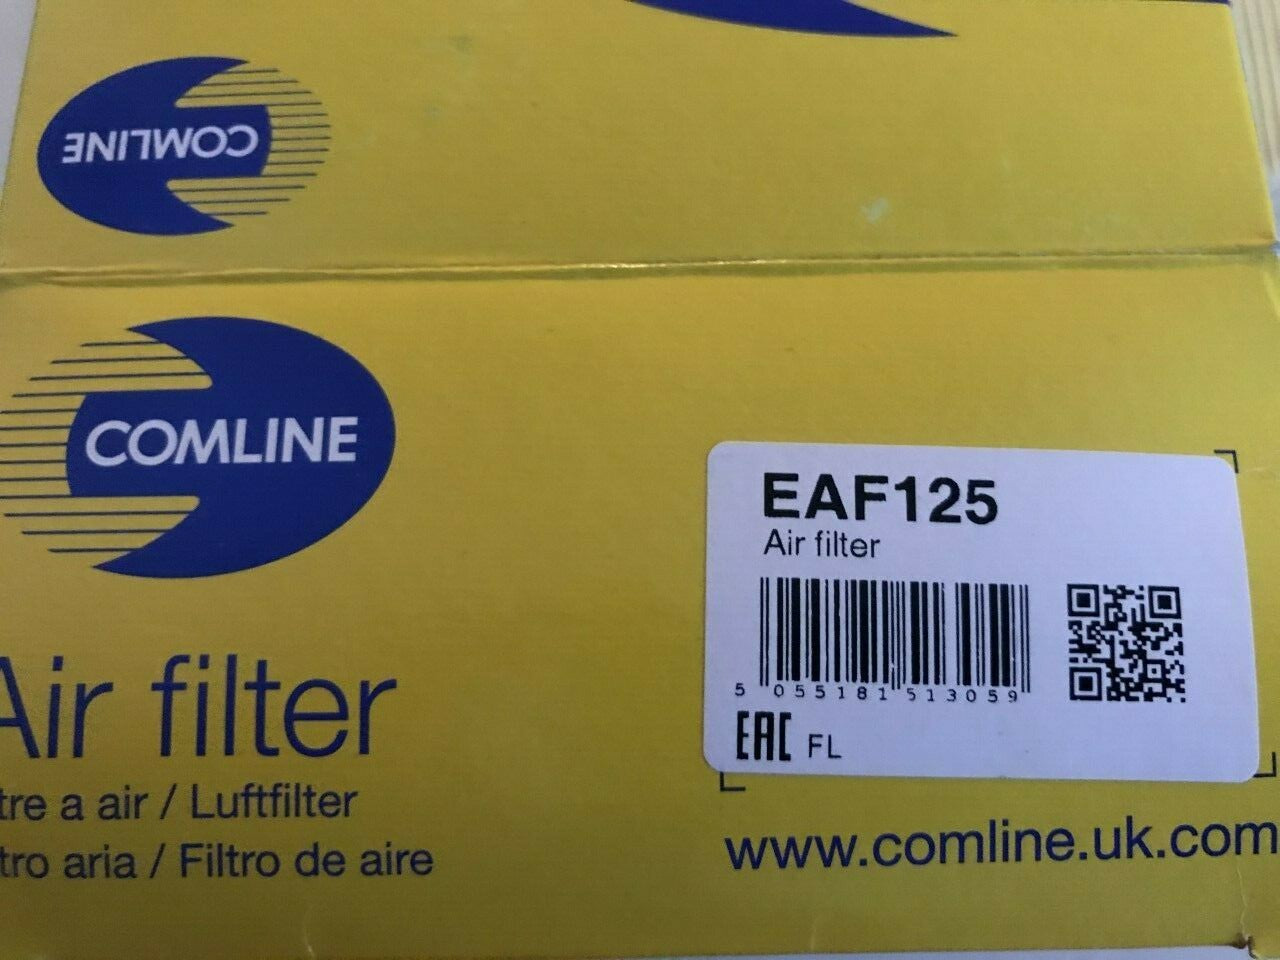 COMLINE
COMLINE
EAF125
Air filter
5 055181 513059
EAC FL
Air filter
tre a air / Luftfilter
tro aria / Filtro de aire
www.comline.uk.com